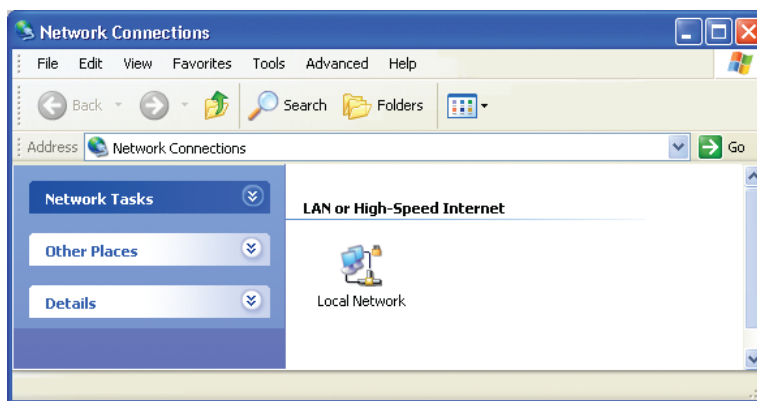 Network Connections
File Edit View Favorites Tools Advanced Help
Back Search Folders
Address Network Connections Go
Network Tasks
LAN or High-Speed Internet
Other Places
Local Network
Details